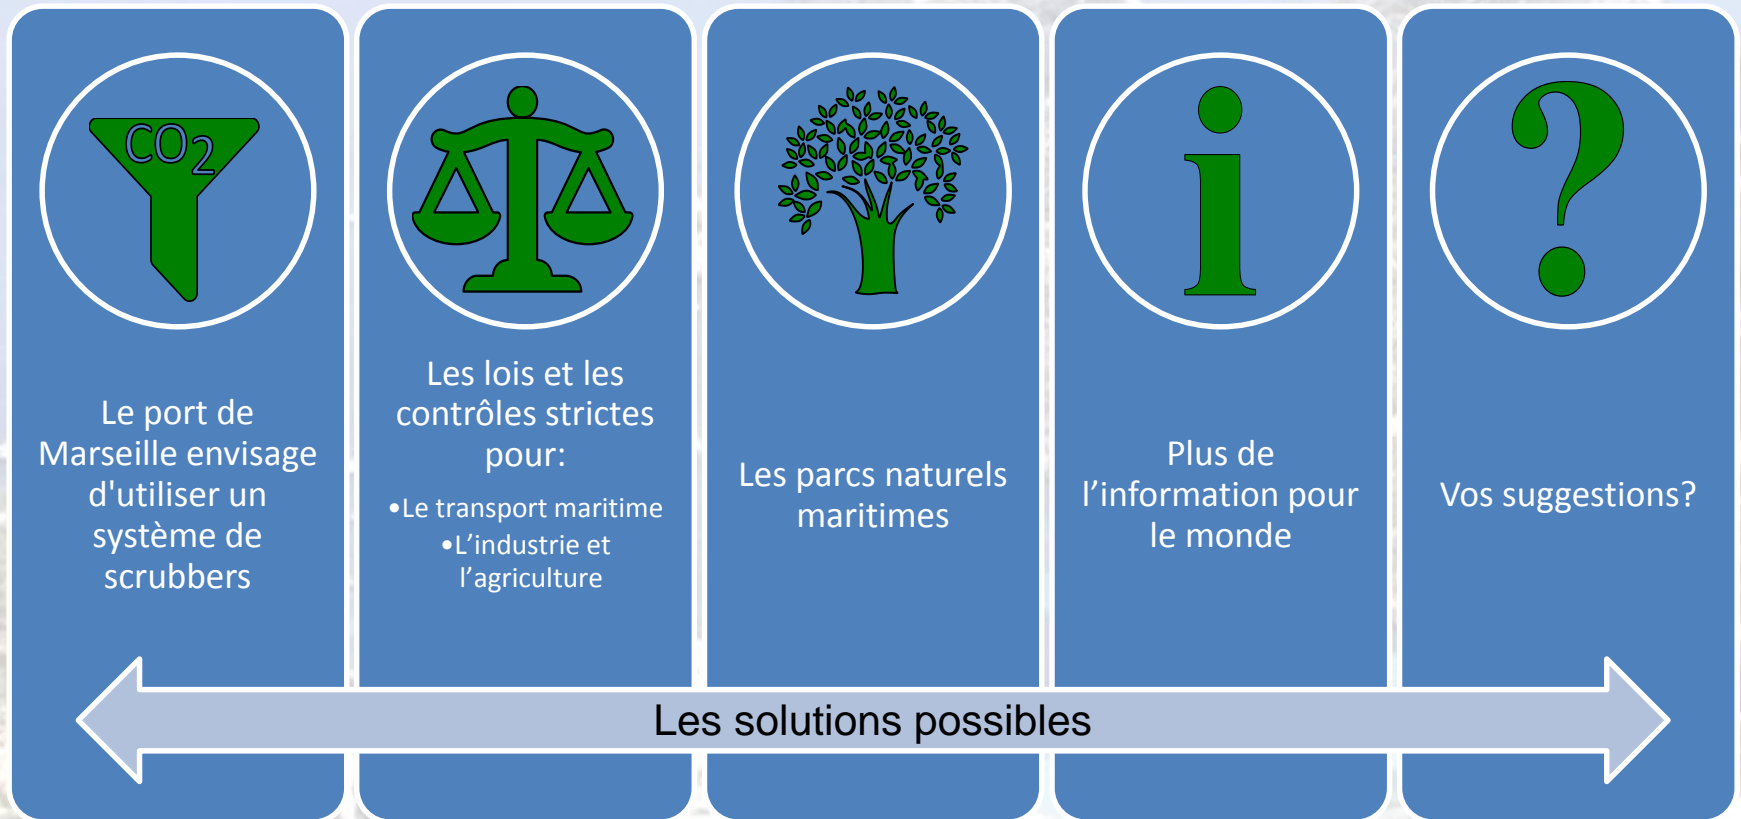 CO2
Le port de
Marseille envisage
d'utiliser un
système de
scrubbers
Les lois et les
contrôles strictes
pour:
•Le transport maritime
•L’industrie et
l’agriculture
Les parcs naturels
maritimes
i
Plus de
l’information pour
le monde
?
Vos suggestions?
Les solutions possibles